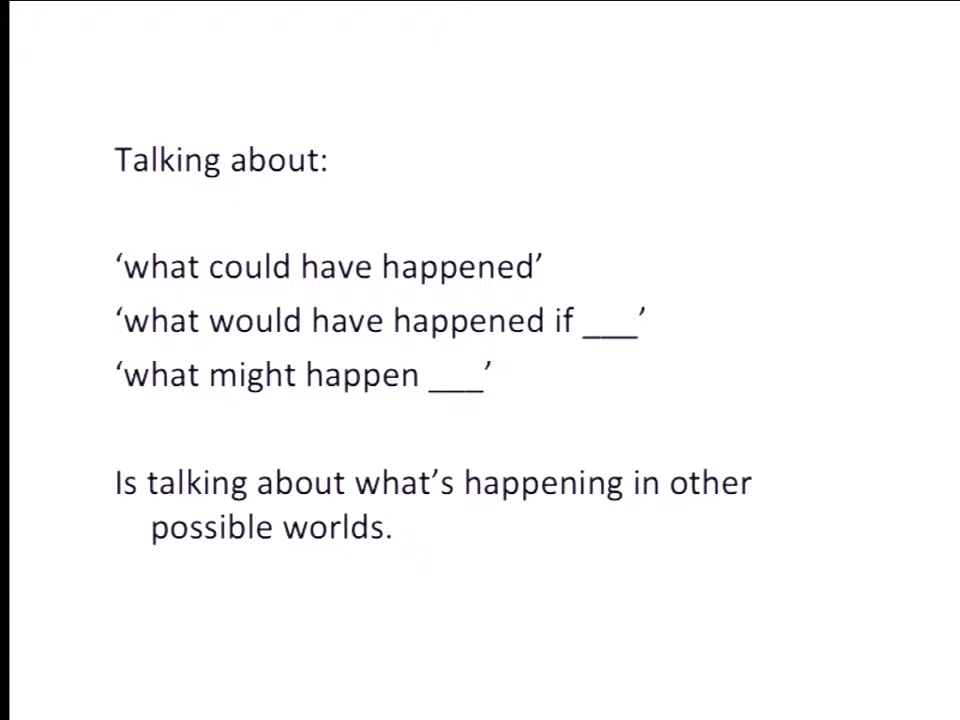 Talking about:
‘what could have happened’
‘what would have happened if ___’
‘what might happen ___’
Is talking about what’s happening in other
possible worlds.